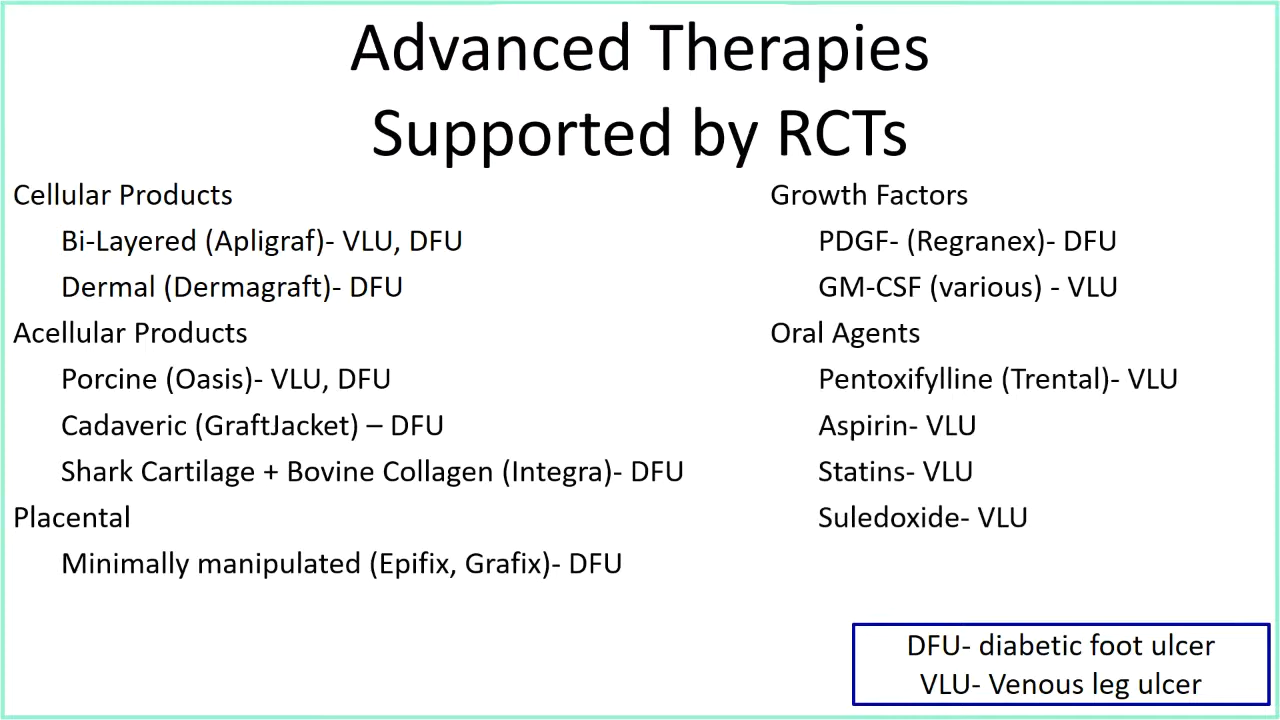 Advanced Therapies
Supported by RCTs
Cellular Products
Bi-Layered (Apligraf)- VLU, DFU
Dermal (Dermagraft)- DFU
Acellular Products
Porcine (Oasis)- VLU, DFU
Cadaveric (GraftJacket) – DFU
Shark Cartilage + Bovine Collagen (Integra)- DFU
Placental
Minimally manipulated (Epifix, Grafix)- DFU
Growth Factors
PDGF- (Regranex)- DFU
GM-CSF (various) - VLU
Oral Agents
Pentoxifylline (Trental)- VLU
Aspirin- VLU
Statins- VLU
Suledoxide- VLU
DFU- diabetic foot ulcer
VLU- Venous leg ulcer